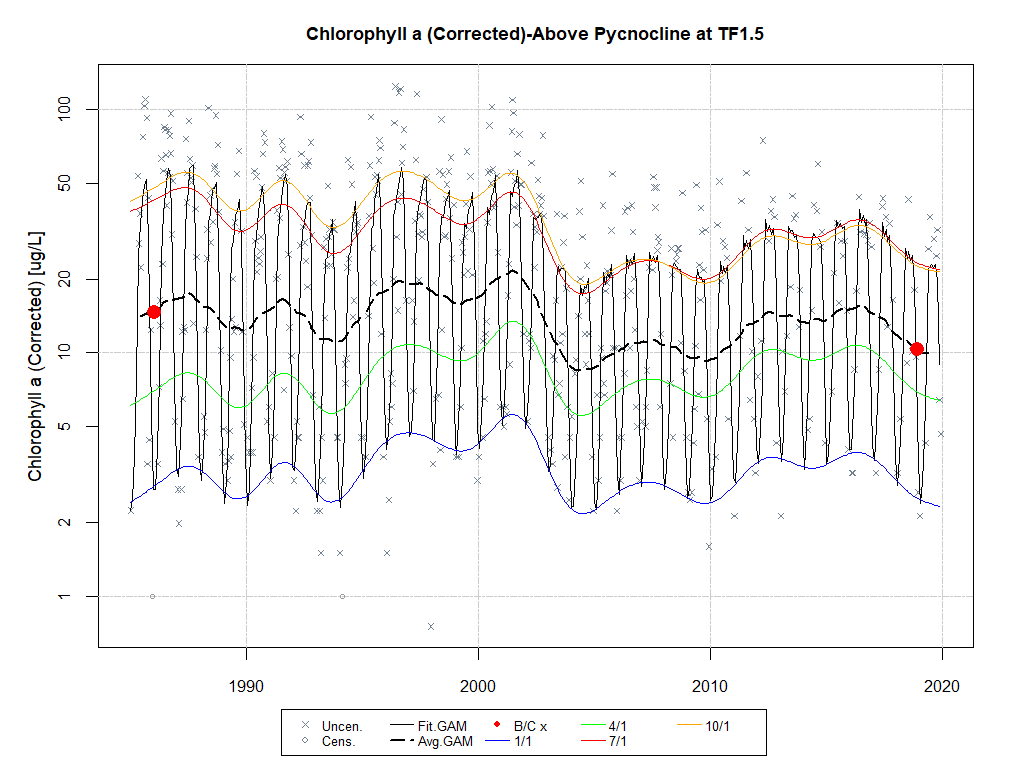 Chlorophyll a (Corrected)-Above Pycnocline at TF1.5
Chlorophyll a (Corrected) [ug/L]
100
50
20
10
5
2
1
1990 2000 2010 2020
Uncen. Fit.GAM B/C x 4/1 10/1
Cens. Avg.GAM 1/1 7/1